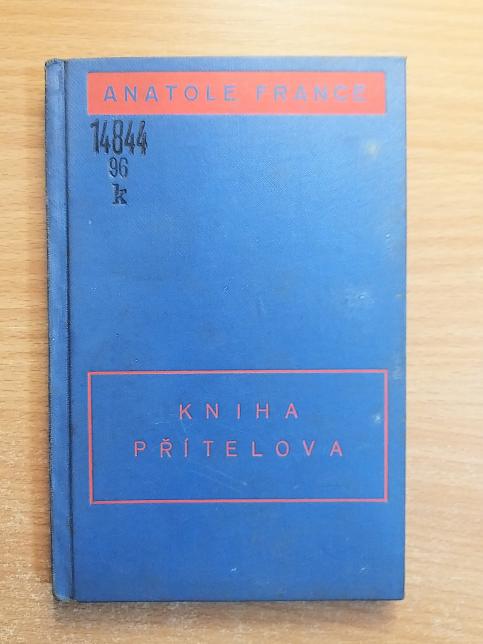 ANATOLE FRANCE
14844
96
k
KNIHA
PŘÍTELOVA